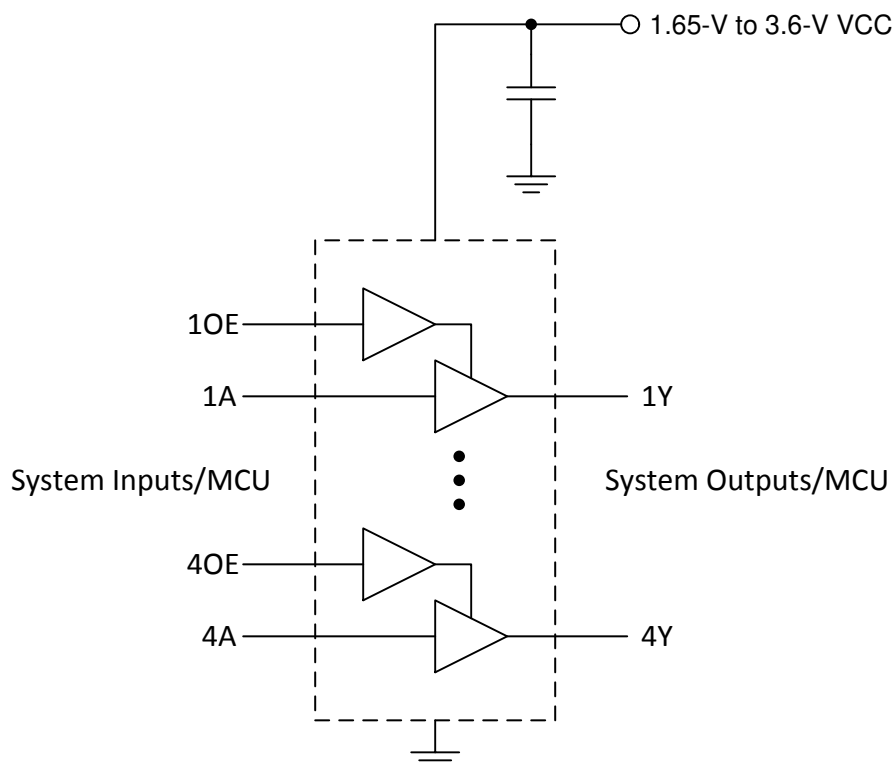 1.65-V to 3.6-V VCC
1OE
1A
1Y
System Inputs/MCU
System Outputs/MCU
4OE
4A
4Y